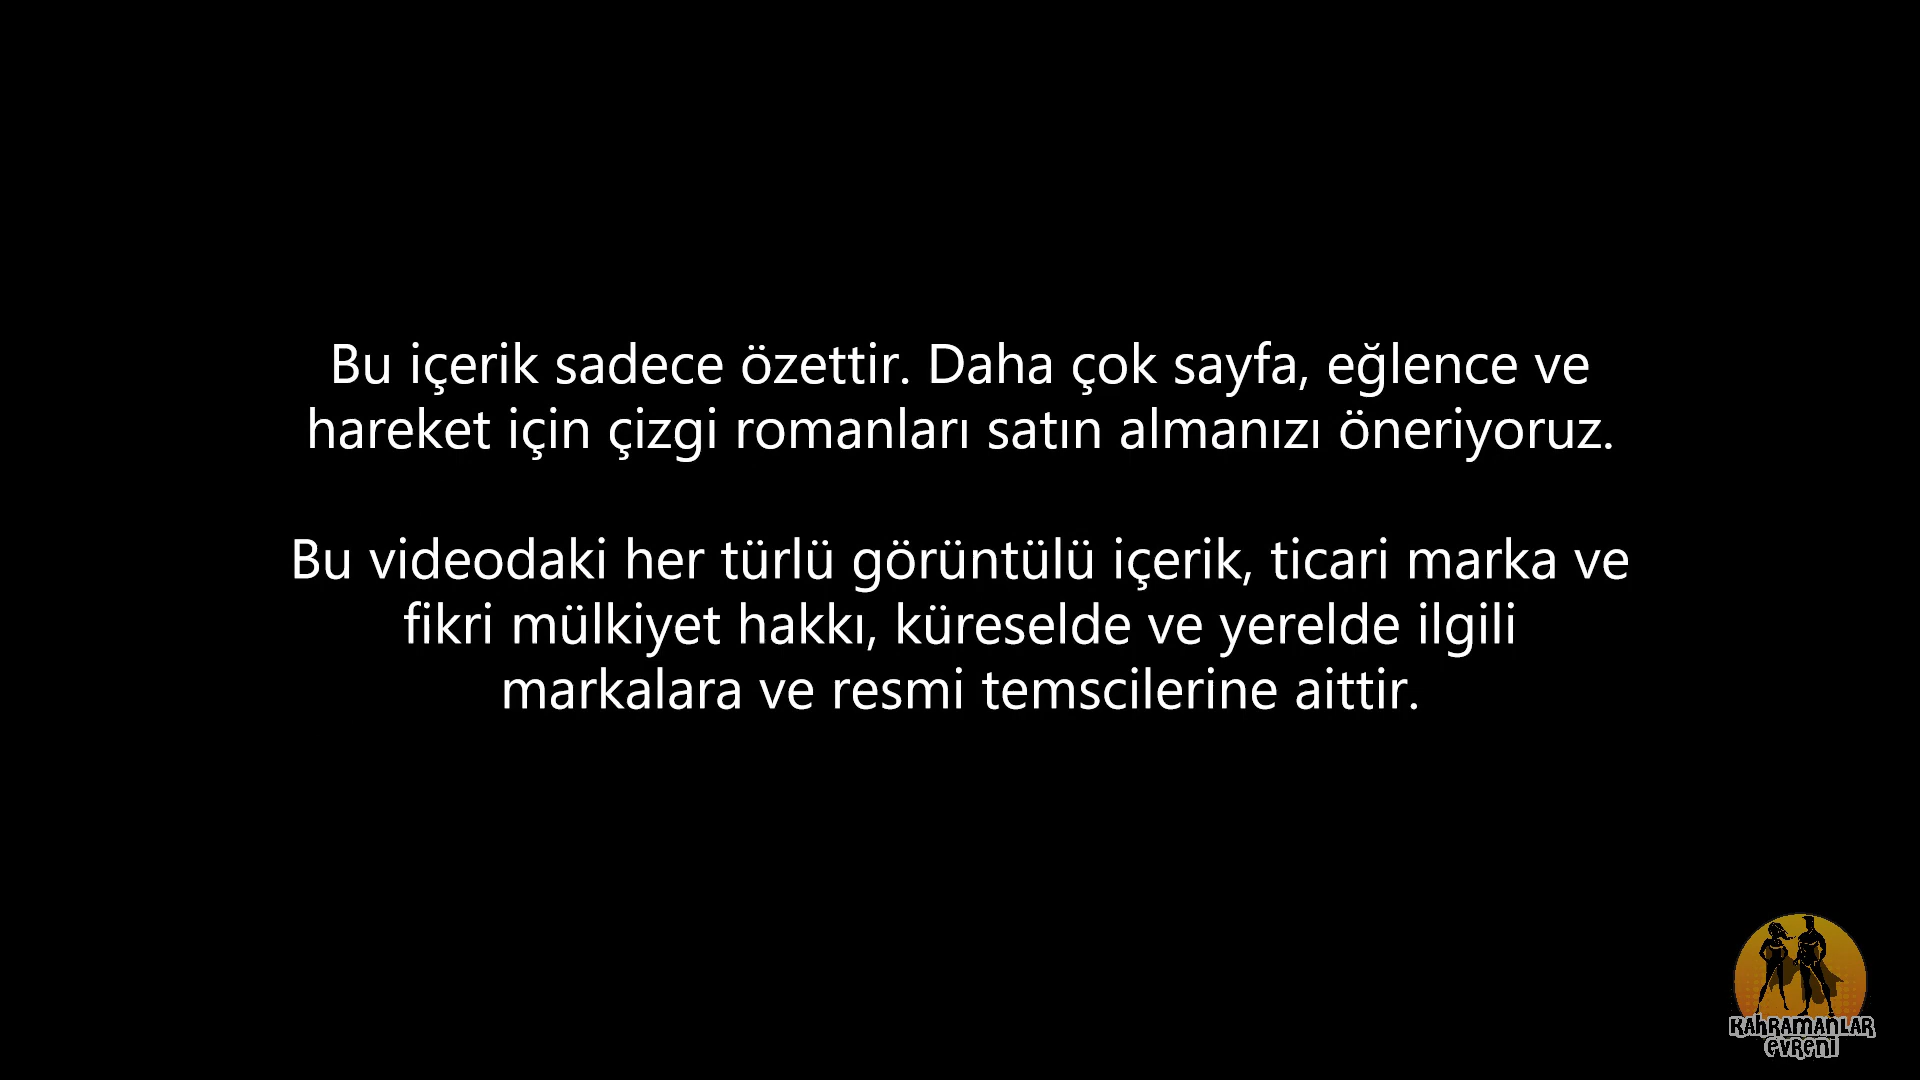 Bu içerik sadece özettir. Daha çok sayfa, eğlence ve
hareket için çizgi romanları satın almanızı öneriyoruz.
Bu videodaki her türlü görüntülü içerik, ticari marka ve
fikri mülkiyet hakkı, küreselde ve yerelde ilgili
markalara ve resmi temscilerine aittir.
KAHRAMANLAR
EVRENİ